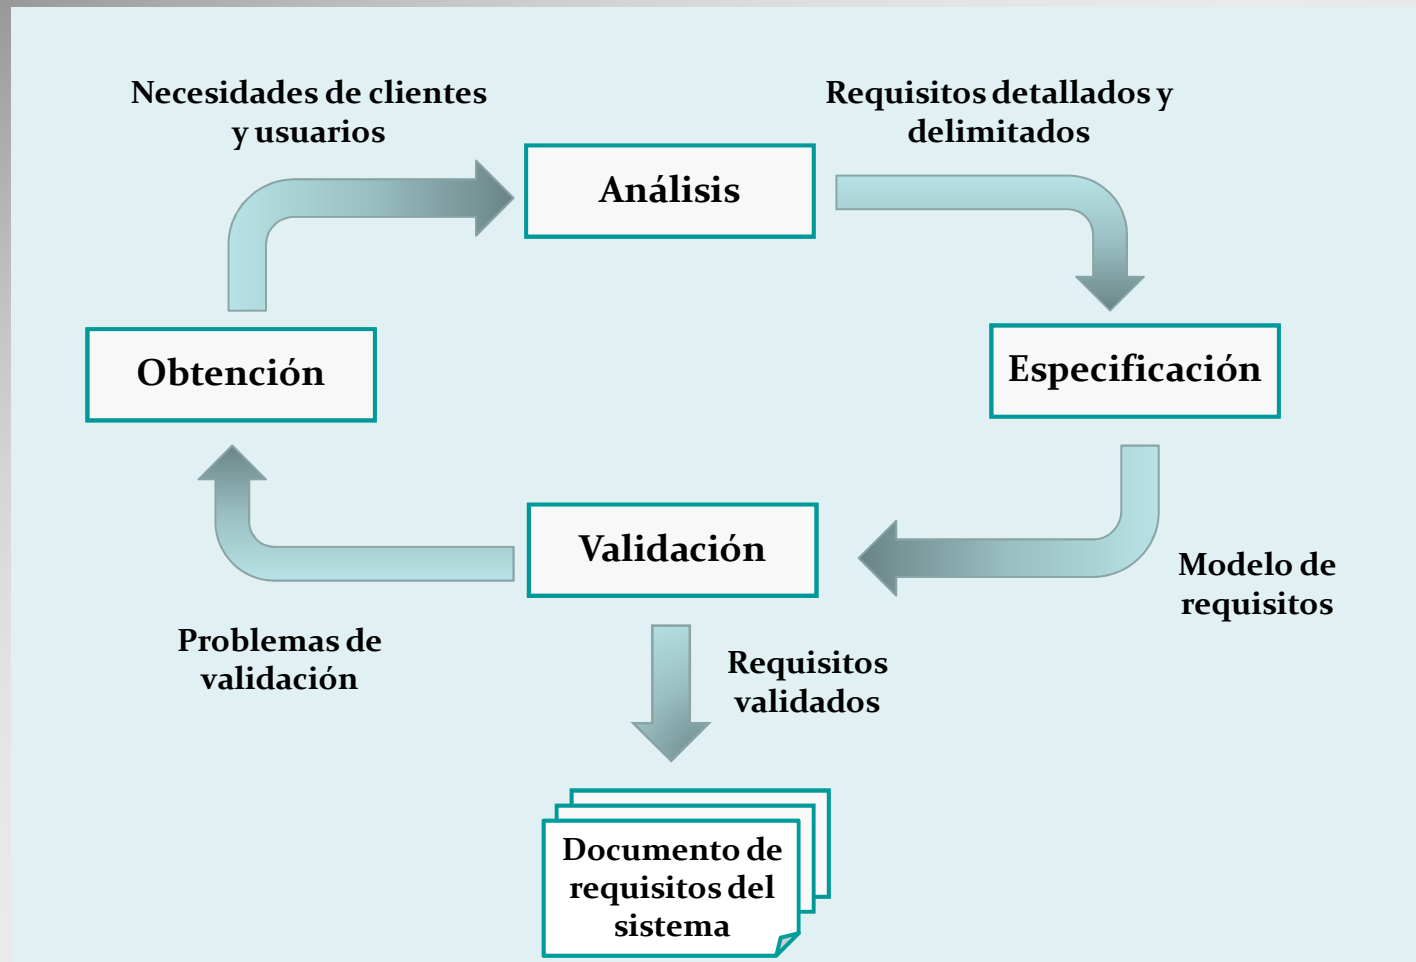 Necesidades de clientes
y usuarios
Requisitos detallados y
delimitados
Análisis
Obtención
Especificación
Validación
Modelo de
requisitos
Problemas de
validación
Requisitos
validados
Documento de
requisitos del
sistema